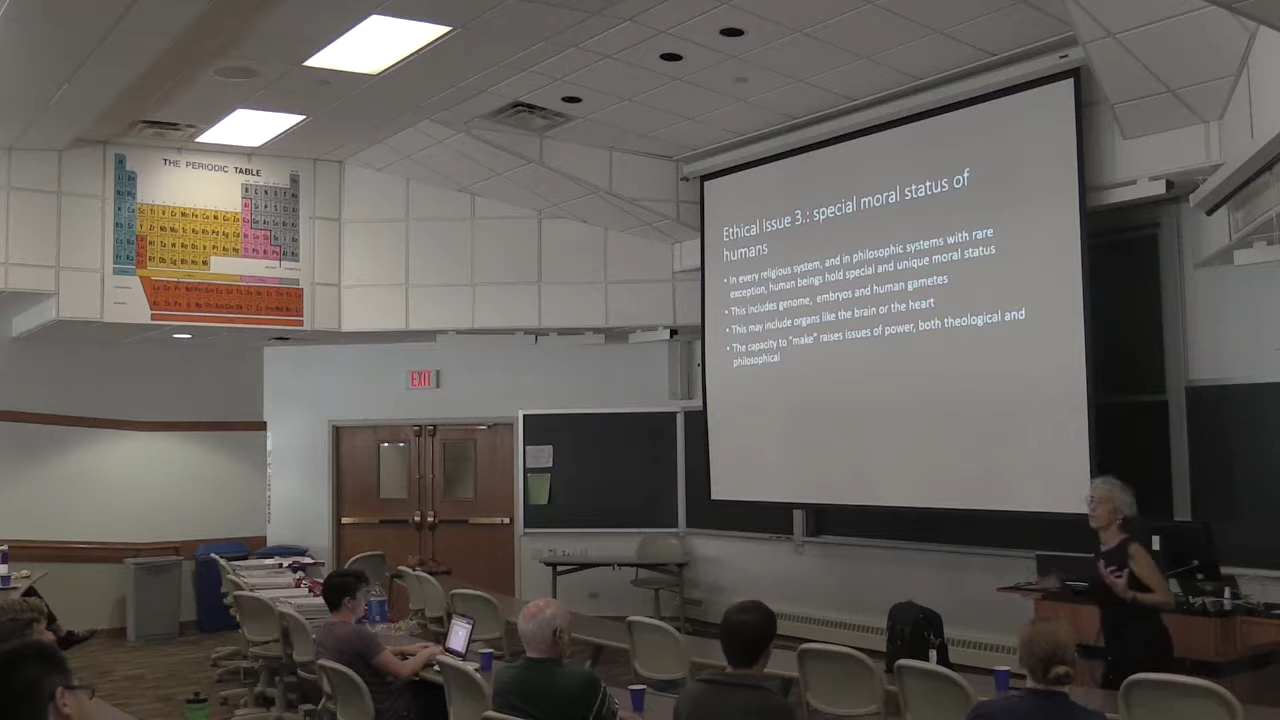 THE PERIODIC TABLE
EXIT
Ethical Issue 3.: special moral status of
humans
• In every religious system, and in philosophic systems with rare
exception, human beings hold special and unique moral status
• This includes genome, embryos and human gametes
• This may include organs like the brain or the heart
• The capacity to "make" raises issues of power, both theological and
philosophical